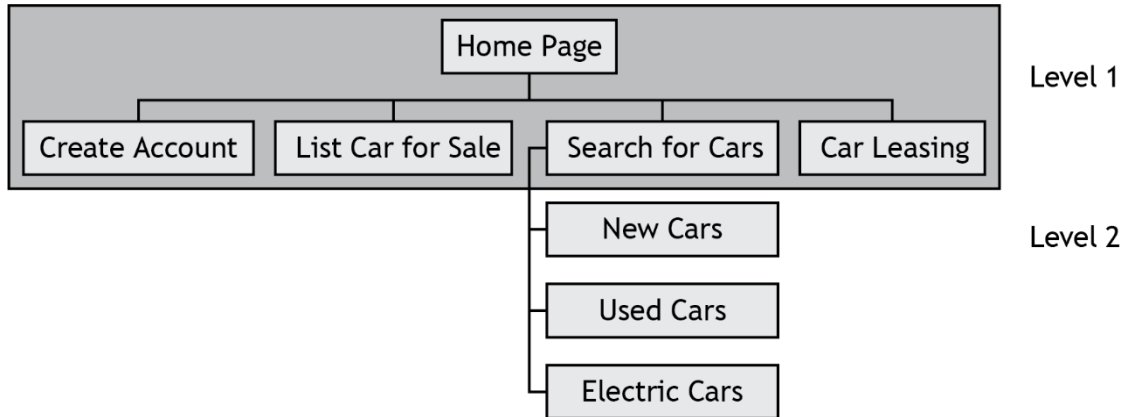 Home Page
Level 1
Create Account
List Car for Sale
Search for Cars
Car Leasing
New Cars
Level 2
Used Cars
Electric Cars